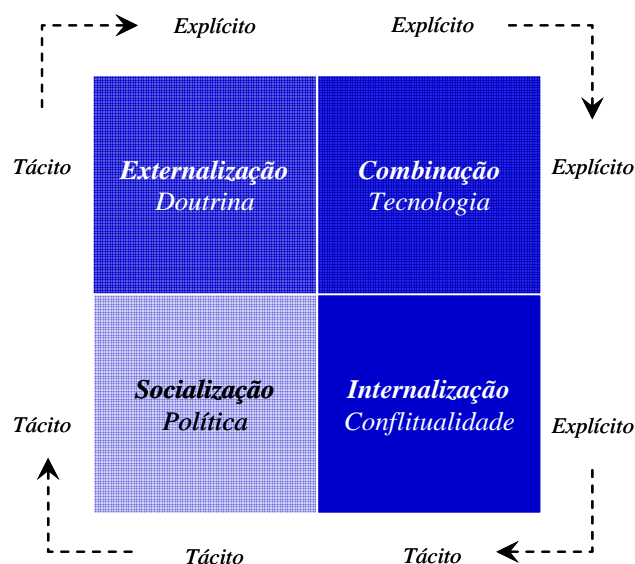 Explícito
Explícito
Tácito
Externalização
Doutrina
Combinação
Tecnologia
Explícito
Tácito
Socialização
Política
Internalização
Conflitualidade
Explícito
Tácito
Tácito